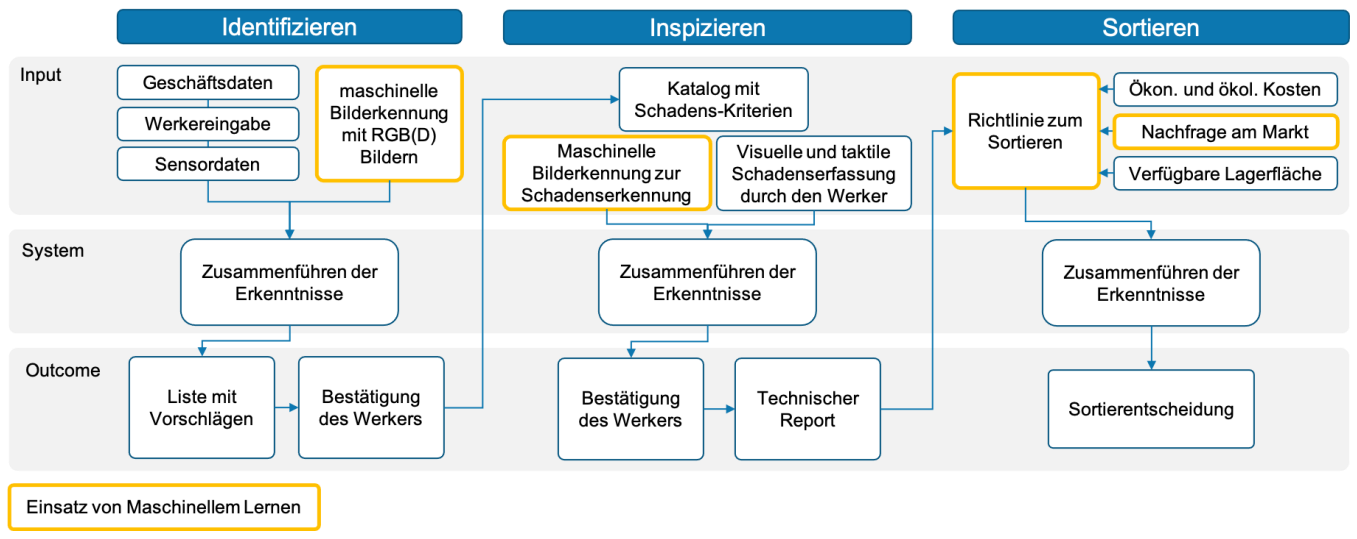 Identifizieren
Inspizieren
Sortieren
Input
Geschäftsdaten
Werkereingabe
Sensordaten
maschinelle
Bilderkennung
mit RGB(D)
Bildern
Katalog mit
Schadens-Kriterien
Maschinelle
Bilderkennung zur
Schadenserkennung
Visuelle und taktile
Schadenserfassung
durch den Werker
Richtlinie zum
Sortieren
Ökon. und ökol. Kosten
Nachfrage am Markt
Verfügbare Lagerfläche
System
Zusammenführen der
Erkenntnisse
Zusammenführen der
Erkenntnisse
Zusammenführen der
Erkenntnisse
Outcome
Liste mit
Vorschlägen
Bestätigung
des Werkers
Bestätigung
des Werkers
Technischer
Report
Sortierentscheidung
Einsatz von Maschinellem Lernen